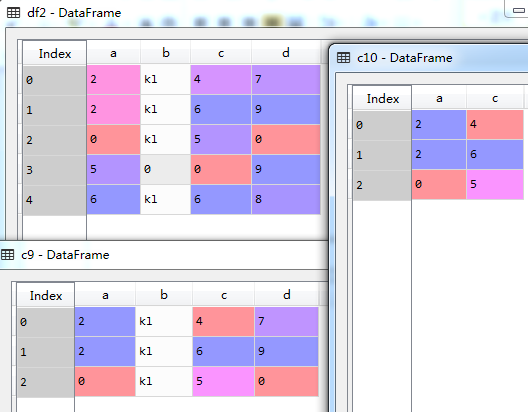 df2 - DataFrame
Index a b c d
0 2 k1 4 7
1 2 k1 6 9
2 0 k1 5 0
3 5 0 0 9
4 6 k1 6 8
c10 - DataFrame
Index a c
0 2 4
1 2 6
2 0 5
c9 - DataFrame
Index a b c d
0 2 k1 4 7
1 2 k1 6 9
2 0 k1 5 0